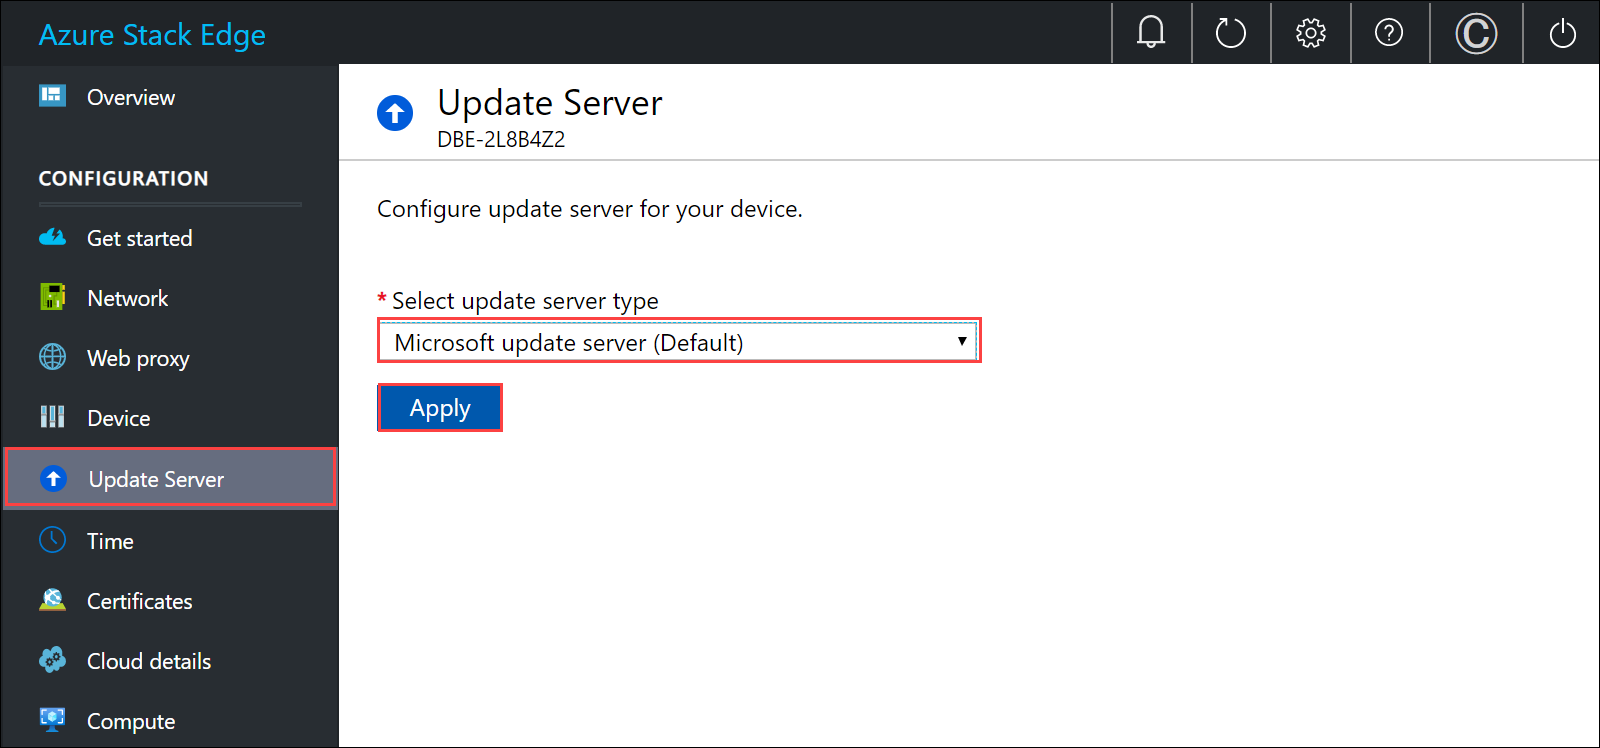 Azure Stack Edge
Overview
CONFIGURATION
Get started
Network
Web proxy
Device
Update Server
Time
Certificates
Cloud details
Compute
Update Server
DBE-2L8B4Z2
Configure update server for your device.
* Select update server type
Microsoft update server (Default)
Apply